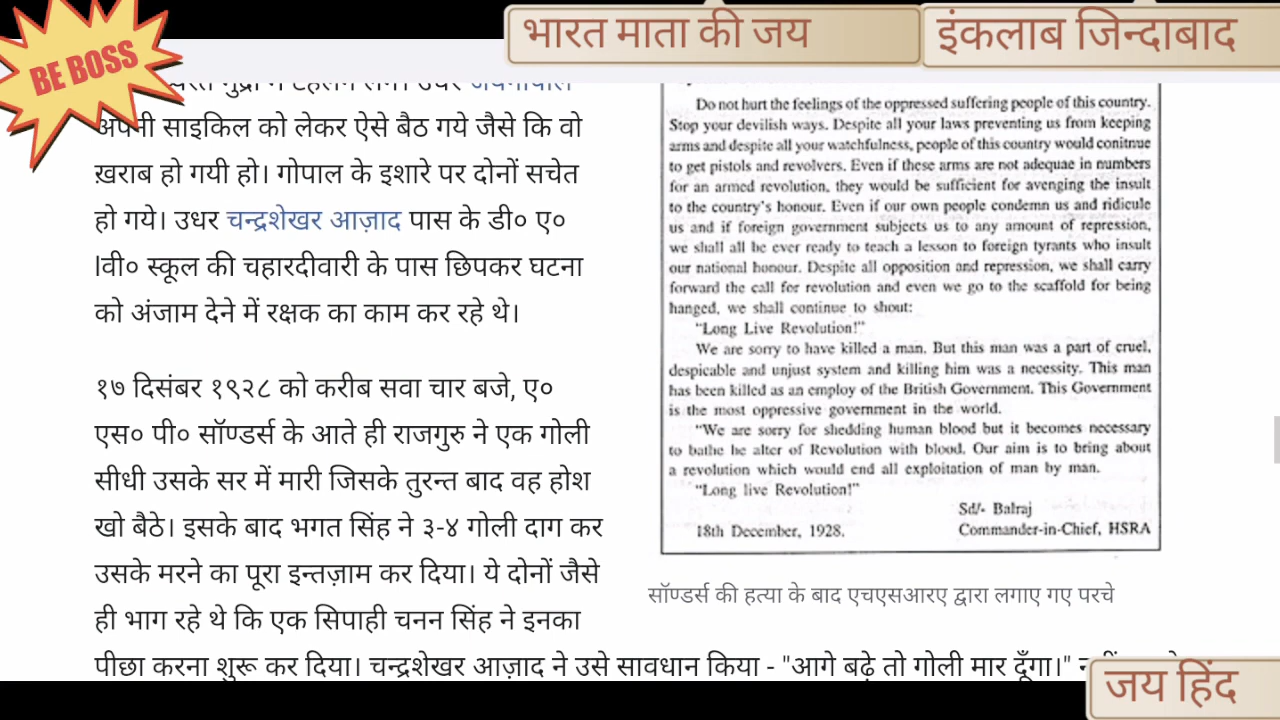 भारत माता की जय
इंकलाब जिन्दाबाद
BE BOSS
अपनी साइकिल को लेकर ऐसे बैठ गये जैसे कि वो
ख़राब हो गयी हो। गोपाल के इशारे पर दोनों सचेत
हो गये। उधर चन्द्रशेखर आज़ाद पास के डी० ए०
।वी० स्कूल की चहारदीवारी के पास छिपकर घटना
को अंजाम देने में रक्षक का काम कर रहे थे।
१७ दिसंबर १९२८ को करीब सवा चार बजे, ए०
एस० पी० सॉण्डर्स के आते ही राजगुरु ने एक गोली
सीधी उसके सर में मारी जिसके तुरन्त बाद वह होश
खो बैठे। इसके बाद भगत सिंह ने ३-४ गोली दाग कर
उसके मरने का पूरा इन्तज़ाम कर दिया। ये दोनों जैसे
ही भाग रहे थे कि एक सिपाही चनन सिंह ने इनका
पीछा करना शुरू कर दिया। चन्द्रशेखर आज़ाद ने उसे सावधान किया - "आगे बढ़े तो गोली मार दूँगा।"
Do not hurt the feelings of the oppressed suffering people of this country.
Stop your devilish ways. Despite all your laws preventing us from keeping
arms and despite all your watchfulness, people of this country would conitnue
to get pistols and revolvers. Even if these arms are not adequae in numbers
for an armed revolution, they would be sufficient for avenging the insult
to the country's honour. Even if our own people condemn us and ridicule
us and if foreign government subjects us to any amount of repression,
we shall all be ever ready to teach a lesson to foreign tyrants who insult
our national honour. Despite all opposition and repression, we shall carry
forward the call for revolution and even we go to the scaffold for being
hanged, we shall continue to shout:
"Long Live Revolution!"
We are sorry to have killed a man. But this man was a part of cruel,
despicable and unjust system and killing him was a necessity. This man
has been killed as an employ of the British Government. This Government
is the most oppressive government in the world.
"We are sorry for shedding human blood but it becomes necessary
to bathe he alter of Revolution with blood. Our aim is to bring about
a revolution which would end all exploitation of man by man.
"Long live Revolution!"
Sd/- Balraj
18th December, 1928. Commander-in-Chief, HSRA
सॉण्डर्स की हत्या के बाद एचएसआरए द्वारा लगाए गए परचे
जय हिंद